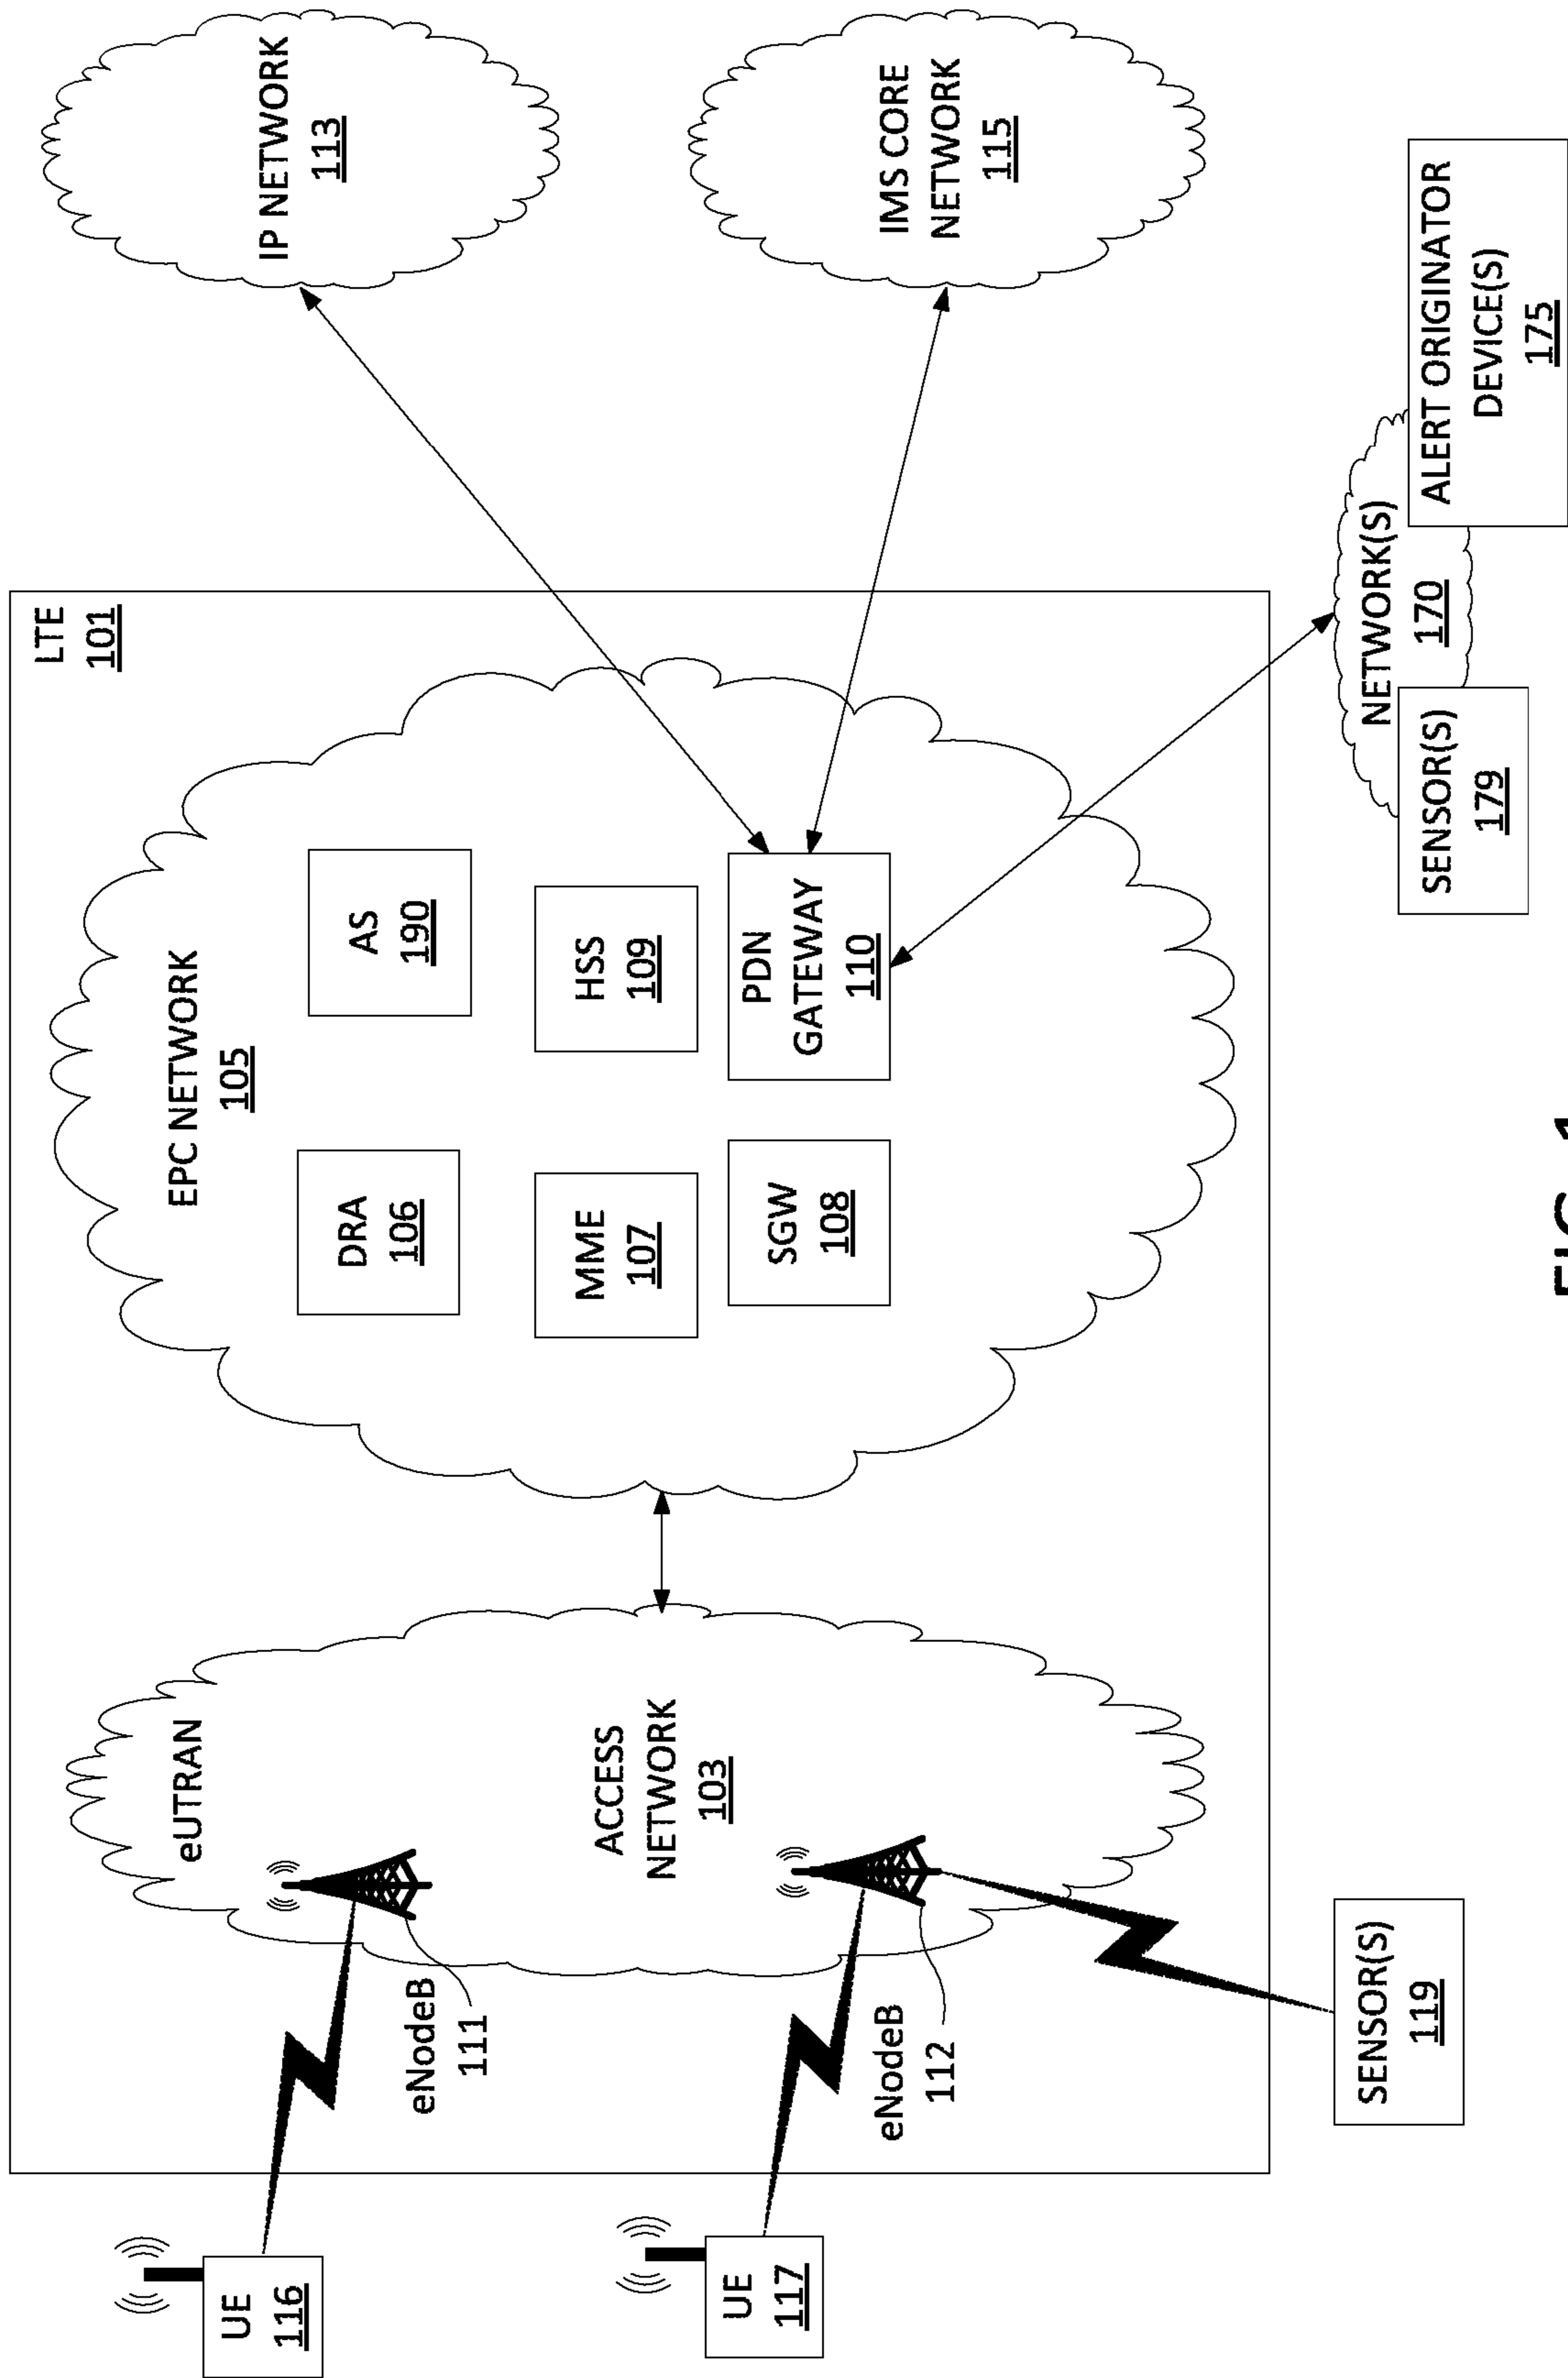 LTE
101
EPC NETWORK
105
DRA
106
AS
190
MME
107
HSS
109
SGW
108
PDN
GATEWAY
110
eUTRAN
ACCESS
NETWORK
103
eNodeB
111
eNodeB
112
UE
116
UE
117
SENSOR(S)
119
IP NETWORK
113
IMS CORE
NETWORK
115
NETWORK(S)
170
SENSOR(S)
179
ALERT ORIGINATOR
DEVICE(S)
175
FIG. 1